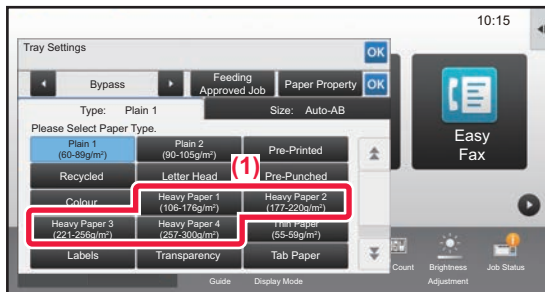 10:15
Tray Settings
OK
Bypass
Feeding
Approved Job
Paper Property
OK
Type: Plain 1
Size: Auto-AB
Please Select Paper Type.
Plain 1
(60-89g/m²)
Plain 2
(90-105g/m²)
Pre-Printed
Recycled
Letter Head
Pre-Punched
(1)
Colour
Heavy Paper 1
(106-176g/m²)
Heavy Paper 2
(177-220g/m²)
Heavy Paper 3
(221-256g/m²)
Heavy Paper 4
(257-300g/m²)
Thin Paper
(55-59g/m²)
Labels
Transparency
Tab Paper
Easy
Fax
Count
Brightness
Adjustment
Job Status
Guide
Display Mode